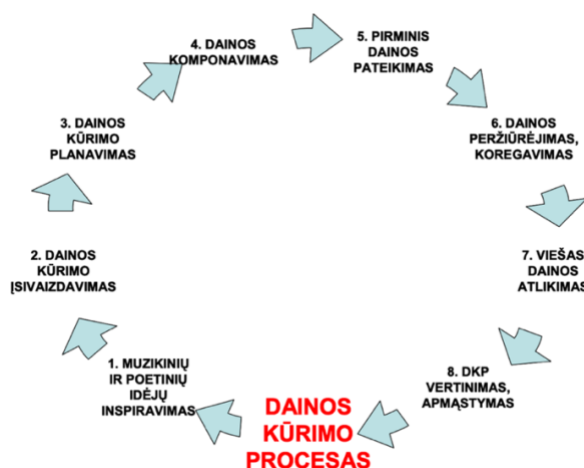 4. DAINOS
KOMPONAVIMAS
5. PIRMINIS
DAINOS
PATEIKIMAS
3. DAINOS
KŪRIMO
PLANAVIMAS
6. DAINOS
PERŽIŪRĖJIMAS,
KOREGAVIMAS
2. DAINOS
KŪRIMO
ĮSIVAIZDAVIMAS
7. VIEŠAS
DAINOS
ATLIKIMAS
1. MUZIKINIŲ
IR POETINIŲ
IDĖJŲ
INSPIRAVIMAS
8. DKP
VERTINIMAS,
APMĄSTYMAS
DAINOS
KŪRIMO
PROCESAS